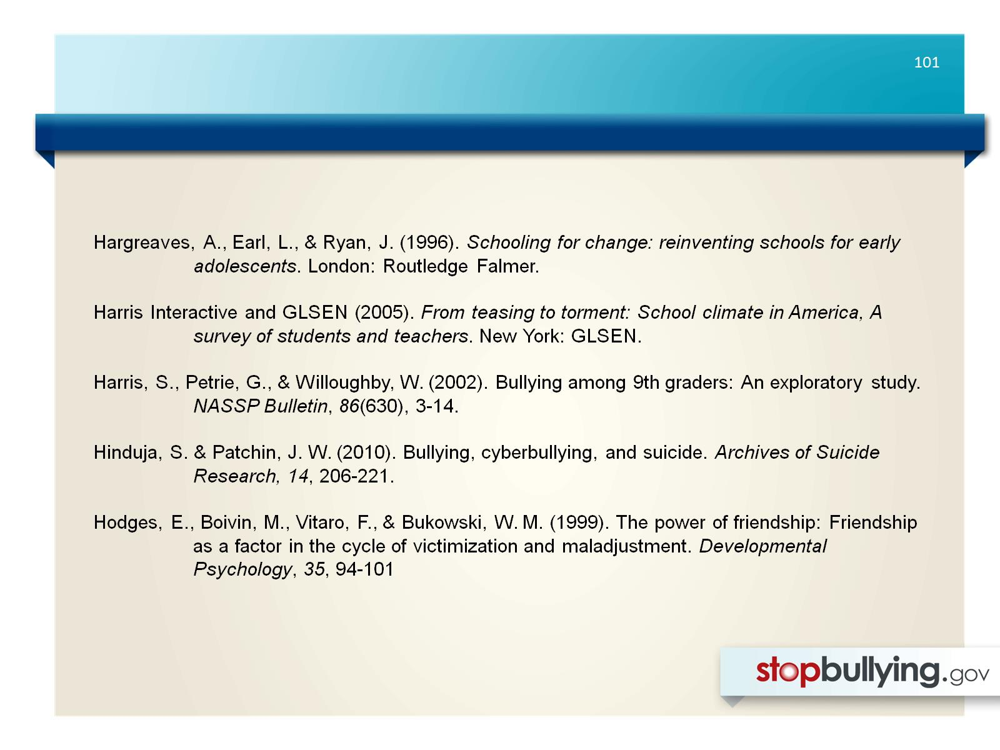 101
Hargreaves, A., Earl, L., & Ryan, J. (1996). Schooling for change: reinventing schools for early
adolescents. London: Routledge Falmer.
Harris Interactive and GLSEN (2005). From teasing to torment: School climate in America, A
survey of students and teachers. New York: GLSEN.
Harris, S., Petrie, G., & Willoughby, W. (2002). Bullying among 9th graders: An exploratory study.
NASSP Bulletin, 86(630), 3-14.
Hinduja, S. & Patchin, J. W. (2010). Bullying, cyberbullying, and suicide. Archives of Suicide
Research, 14, 206-221.
Hodges, E., Boivin, M., Vitaro, F., & Bukowski, W. M. (1999). The power of friendship: Friendship
as a factor in the cycle of victimization and maladjustment. Developmental
Psychology, 35, 94-101
stopbullying.gov